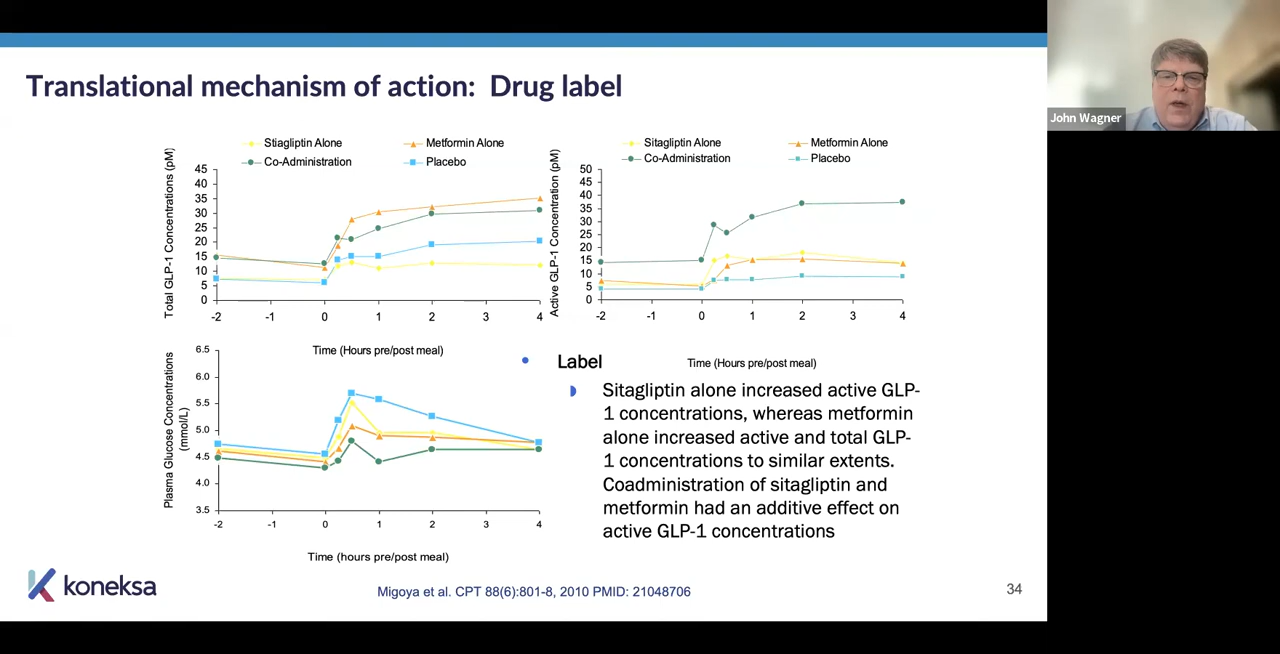 Translational mechanism of action: Drug label
John Wagner
Stiagliptin Alone
Metformin Alone
Co-Administration
Placebo
Total GLP-1 Concentrations (pM)
45
40
35
30
25
20
15
10
5
0
-2
-1
0
1
2
3
4
Time (Hours pre/post meal)
Sitagliptin Alone
Metformin Alone
Co-Administration
Placebo
Active GLP-1 Concentration (pM)
50
45
40
35
30
25
20
15
10
5
0
-2
-1
0
1
2
3
4
Time (Hours pre/post meal)
Plasma Glucose Concentrations
(mmol/L)
6.5
6.0
5.5
5.0
4.5
4.0
3.5
-2
-1
0
1
2
3
4
Time (hours pre/post meal)
• Label
Sitagliptin alone increased active GLP-
1 concentrations, whereas metformin
alone increased active and total GLP-
1 concentrations to similar extents.
Coadministration of sitagliptin and
metformin had an additive effect on
active GLP-1 concentrations
koneksa
Migoya et al. CPT 88(6):801-8, 2010 PMID: 21048706
34